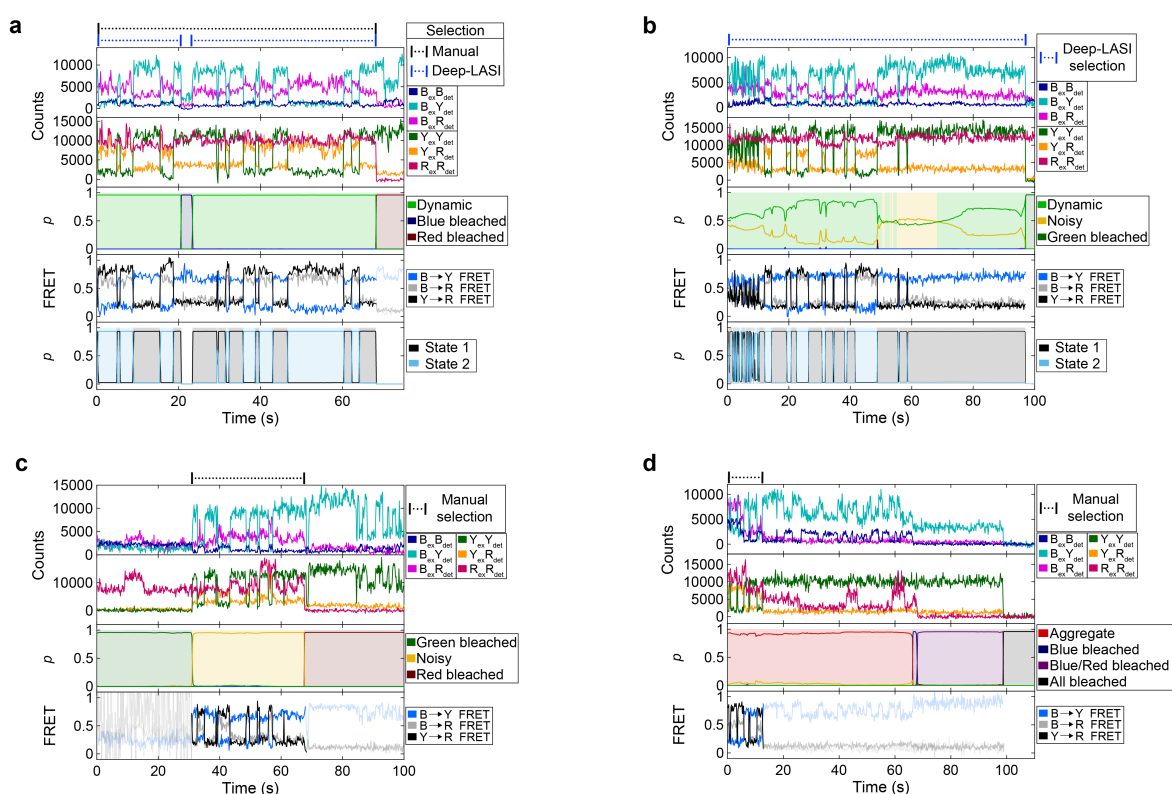 a
Selection
Manual
Deep-LASI
10000
5000
0
Counts
15000
10000
5000
0
BexBdet
BexYdet
BexRdet
YexYdet
YexRdet
RexRdet
1
0.5
0
p
Dynamic
Blue bleached
Red bleached
1
0.5
0
FRET
B→Y FRET
B→R FRET
Y→R FRET
1
0.5
0
p
State 1
State 2
0 20 40 60
Time (s)
b
Deep-LASI
selection
10000
5000
0
Counts
15000
10000
5000
0
BexBdet
BexYdet
BexRdet
YexYdet
YexRdet
RexRdet
1
0.5
0
p
Dynamic
Noisy
Green bleached
1
0.5
0
FRET
B→Y FRET
B→R FRET
Y→R FRET
1
0.5
0
p
State 1
State 2
0 20 40 60 80 100
Time (s)
c
Manual
selection
15000
10000
5000
0
Counts
10000
0
BexBdet YexYdet
BexYdet YexRdet
BexRdet RexRdet
1
0.5
0
p
Green bleached
Noisy
Red bleached
1
0.5
0
FRET
B→Y FRET
B→R FRET
Y→R FRET
0 20 40 60 80 100
Time (s)
d
Manual
selection
10000
5000
0
Counts
15000
10000
5000
0
BexBdet YexYdet
BexYdet YexRdet
BexRdet RexRdet
1
0.5
0
p
Aggregate
Blue bleached
Blue/Red bleached
All bleached
1
0.5
0
FRET
B→Y FRET
B→R FRET
Y→R FRET
0 20 40 60 80 100
Time (s)